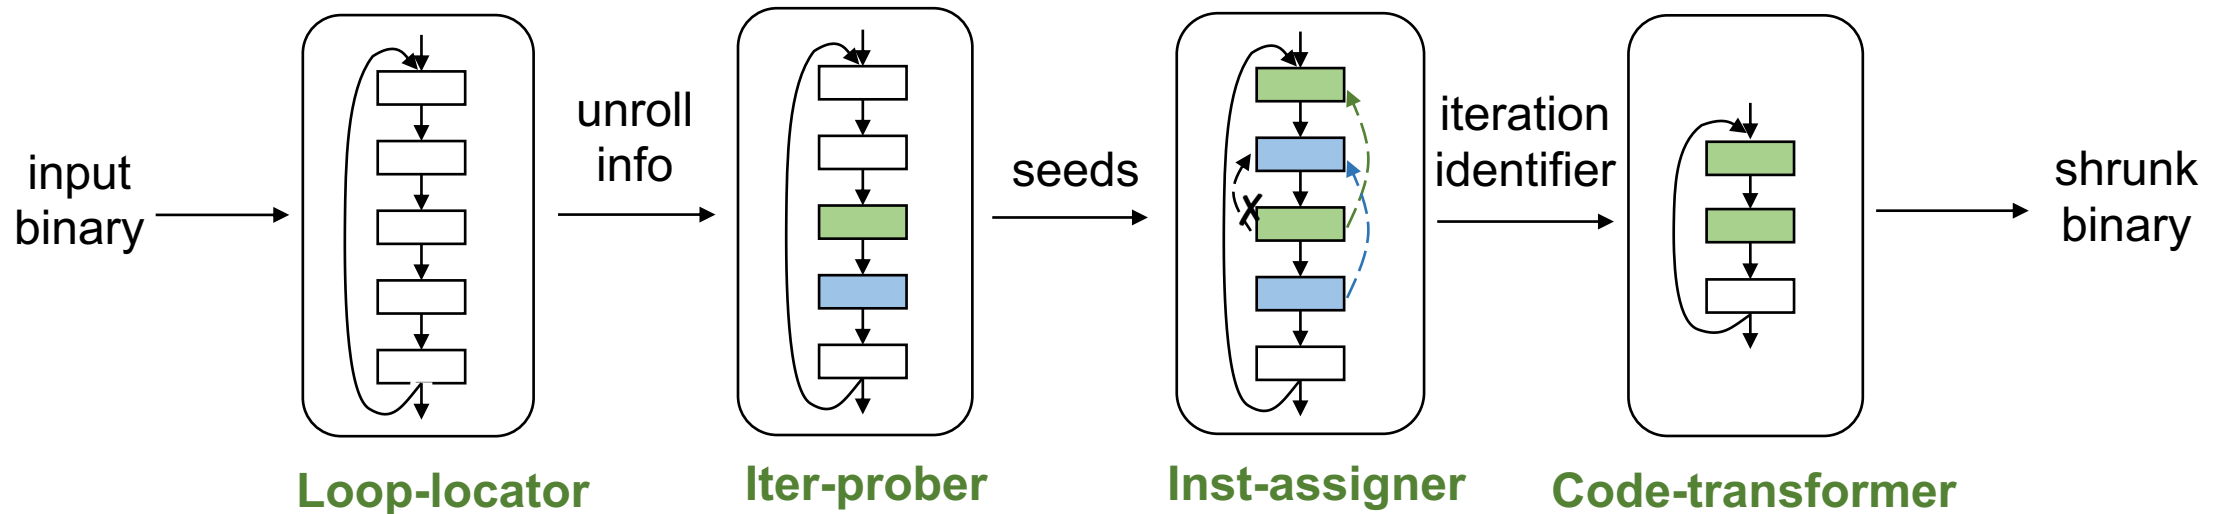 input
binary
unroll
info
seeds
iteration
identifier
shrunk
binary
X
Loop-locator
Iter-prober
Inst-assigner
Code-transformer